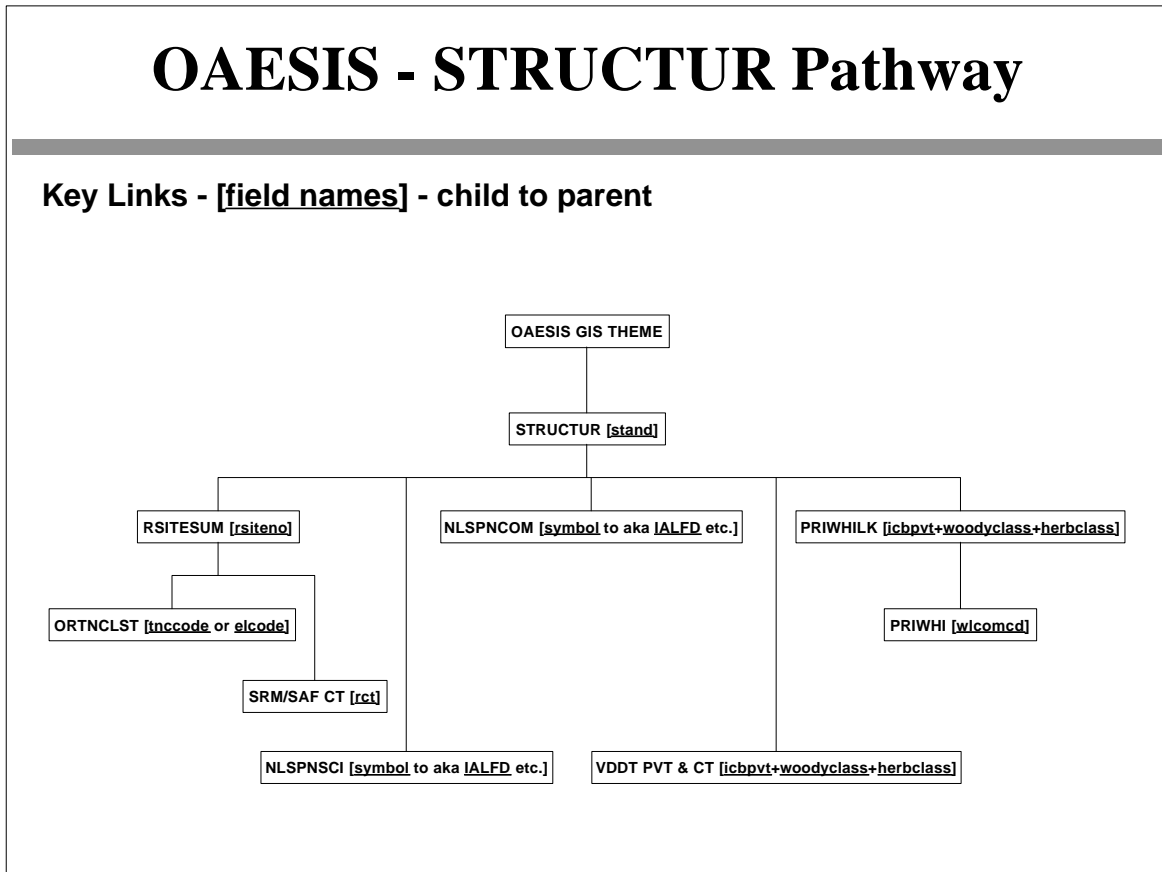 OAESIS - STRUCTUR Pathway
Key Links - [field names] - child to parent
OAESIS GIS THEME
STRUCTUR [stand]
RSITESUM [rsiteno]
NLSPNCOM [symbol to aka IALFD etc.]
PRIWHILK [icbpvt+woodyclass+herbclass]
ORTNCLST [tnccode or elcode]
PRIWHI [wlcomcd]
SRM/SAF CT [rct]
NLSPNSCI [symbol to aka IALFD etc.]
VDDT PVT & CT [icbpvt+woodyclass+herbclass]